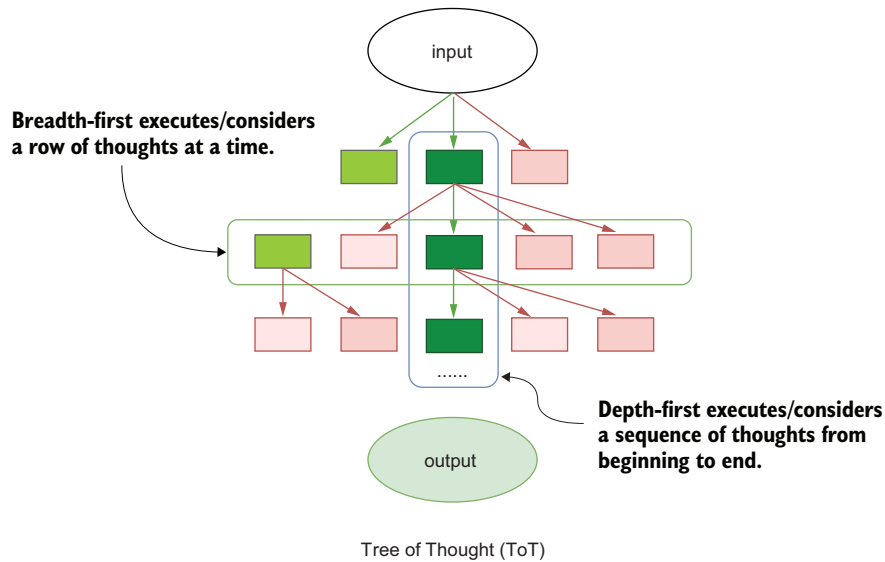 input
Breadth-first executes/considers
a row of thoughts at a time.
......
Depth-first executes/considers
a sequence of thoughts from
beginning to end.
output
Tree of Thought (ToT)